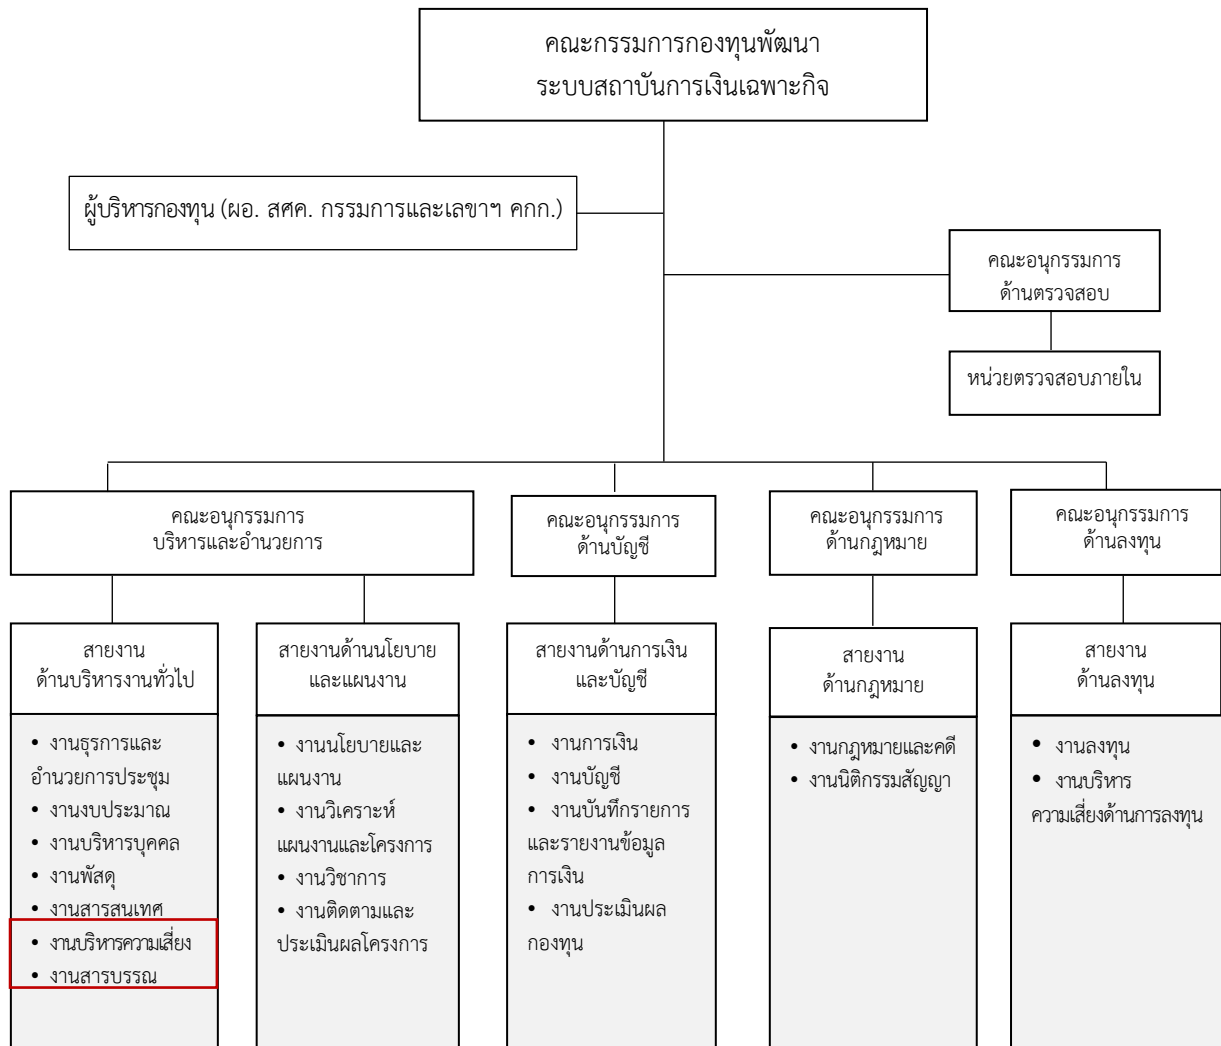 คณะกรรมการกองทุนพัฒนา
ระบบสถาบันการเงินเฉพาะกิจ
ผู้บริหารกองทุน (ผอ. สศค. กรรมการและเลขาฯ คกก.)
คณะอนุกรรมการ
ด้านตรวจสอบ
หน่วยตรวจสอบภายใน
คณะอนุกรรมการ
บริหารและอำนวยการ
คณะอนุกรรมการ
ด้านบัญชี
คณะอนุกรรมการ
ด้านกฎหมาย
คณะอนุกรรมการ
ด้านลงทุน
สายงาน
ด้านบริหารงานทั่วไป
• งานธุรการและ
อำนวยการประชุม
• งานงบประมาณ
• งานบริหารบุคคล
• งานพัสดุ
• งานสารสนเทศ
• งานบริหารความเสี่ยง
• งานสารบรรณ
สายงานด้านนโยบาย
และแผนงาน
• งานนโยบายและ
แผนงาน
• งานวิเคราะห์
แผนงานและโครงการ
• งานวิชาการ
• งานติดตามและ
ประเมินผลโครงการ
สายงานด้านการเงิน
และบัญชี
• งานการเงิน
• งานบัญชี
• งานบันทึกรายการ
และรายงานข้อมูล
การเงิน
• งานประเมินผล
กองทุน
สายงาน
ด้านกฎหมาย
• งานกฎหมายและคดี
• งานนิติกรรมสัญญา
สายงาน
ด้านลงทุน
• งานลงทุน
• งานบริหาร
ความเสี่ยงด้านการลงทุน